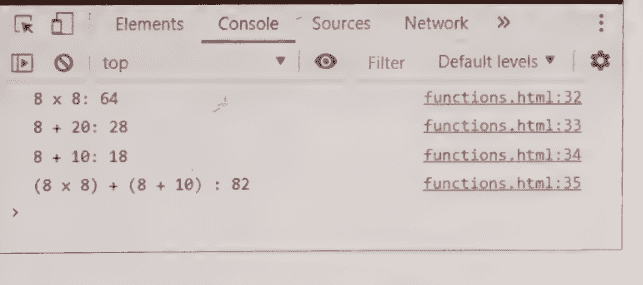 Elements Console Sources Network »
top Filter Default levels
8 x 8: 64 functions.html:32
8 + 20: 28 functions.html:33
8 + 10: 18 functions.html:34
(8 x 8) + (8 + 10) : 82 functions.html:35
>